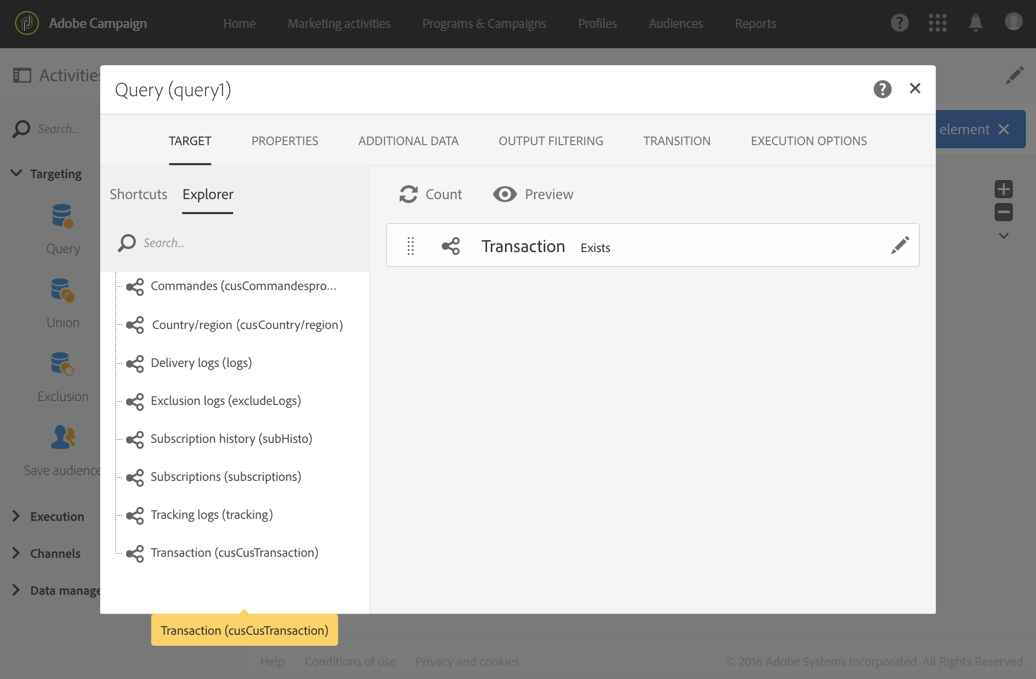 Adobe Campaign
Home
Marketing activities
Programs & Campaigns
Profiles
Audiences
Reports
Activities
Query (query1)
element
Search...
TARGET
PROPERTIES
ADDITIONAL DATA
OUTPUT FILTERING
TRANSITION
EXECUTION OPTIONS
Targeting
Query
Union
Exclusion
Save audience
Execution
Channels
Data manage
Shortcuts
Explorer
Search...
Commandes (cusCommandespro...
Country/region (cusCountry/region)
Delivery logs (logs)
Exclusion logs (excludeLogs)
Subscription history (subHisto)
Subscriptions (subscriptions)
Tracking logs (tracking)
Transaction (cusCusTransaction)
Count
Preview
Transaction Exists
Transaction (cusCusTransaction)
Help
Conditions of use
Privacy and cookies
© 2016 Adobe Systems Incorporated. All Rights Reserved.